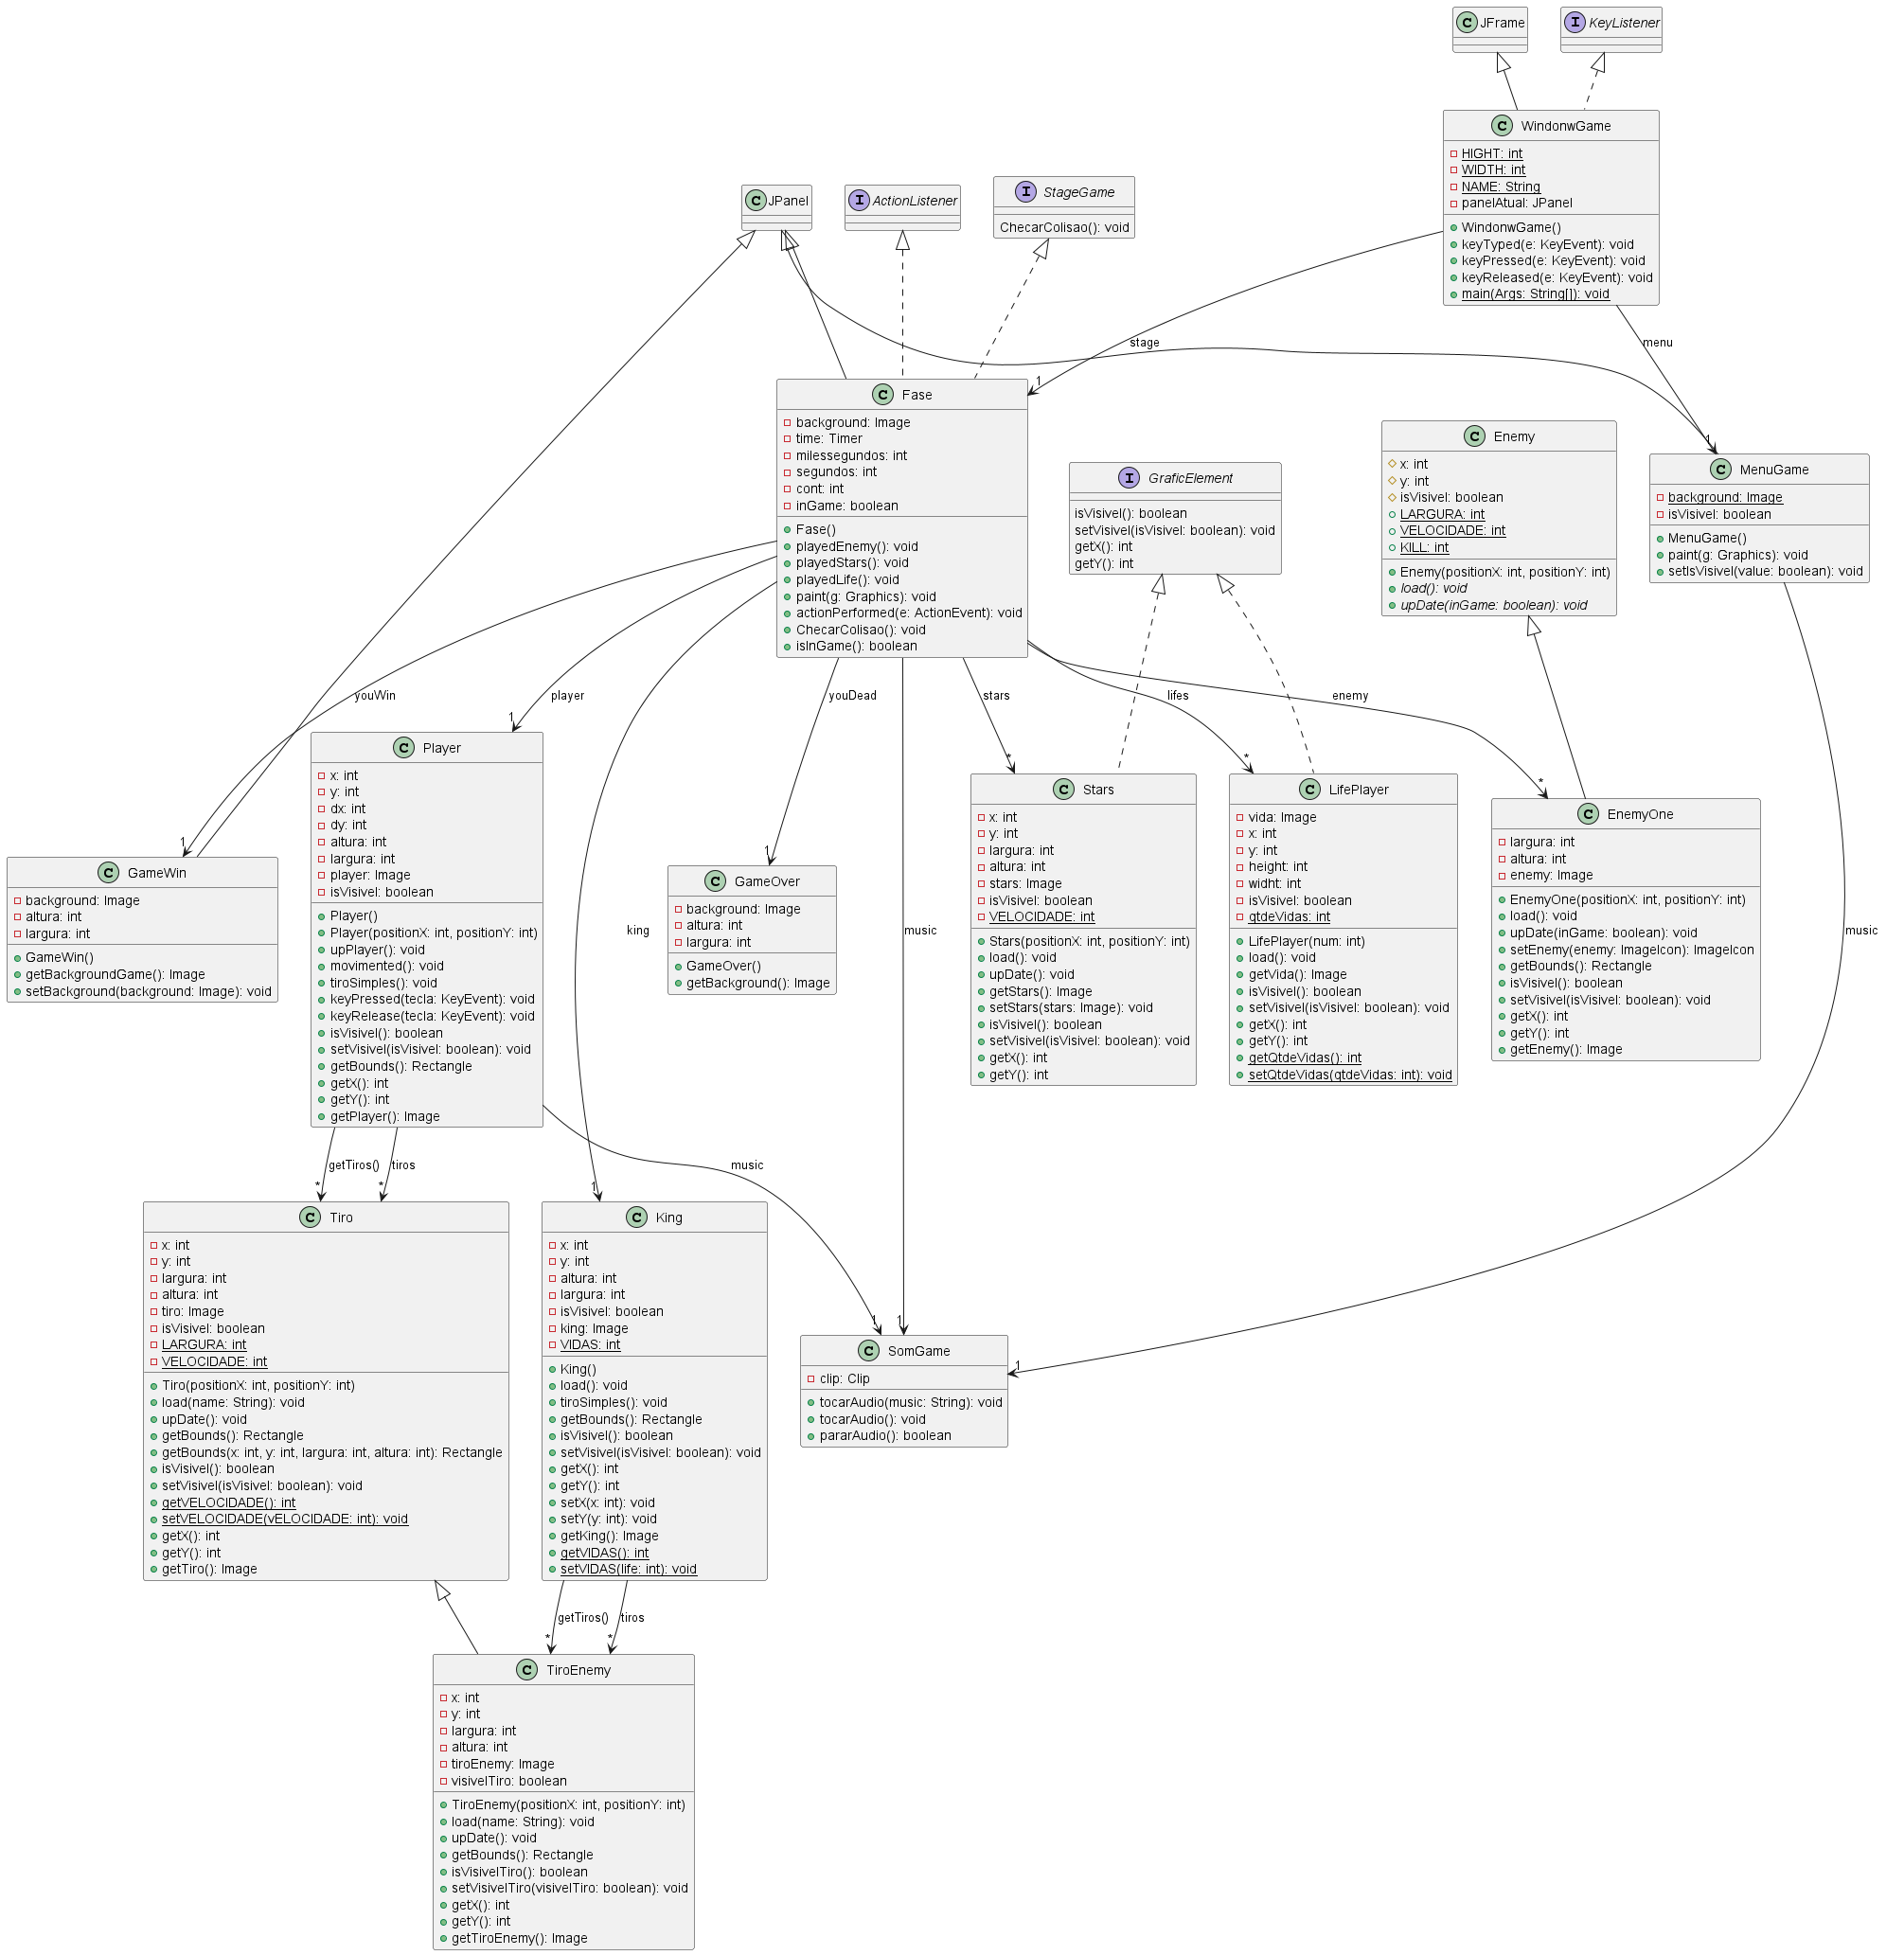 JFrame
KeyListener
WindonwGame
HIGHT: int
WIDTH: int
NAME: String
panelAtual: JPanel
WindonwGame()
keyTyped(e: KeyEvent): void
keyPressed(e: KeyEvent): void
keyReleased(e: KeyEvent): void
main(Args: String[]): void
JPanel
ActionListener
StageGame
ChecarColisao(): void
stage
1
menu
1
Fase
background: Image
time: Timer
milessegundos: int
segundos: int
cont: int
inGame: boolean
Fase()
playedEnemy(): void
playedStars(): void
playedLife(): void
paint(g: Graphics): void
actionPerformed(e: ActionEvent): void
ChecarColisao(): void
isInGame(): boolean
GraficElement
isVisivel(): boolean
setVisivel(isVisivel: boolean): void
getX(): int
getY(): int
Enemy
x: int
y: int
isVisivel: boolean
LARGURA: int
VELOCIDADE: int
KILL: int
Enemy(positionX: int, positionY: int)
load(): void
upDate(inGame: boolean): void
MenuGame
background: Image
isVisivel: boolean
MenuGame()
paint(g: Graphics): void
setIsVisivel(value: boolean): void
youWin
1
player
1
king
1
youDead
1
music
1
stars
*
lifes
*
enemy
*
music
1
GameWin
background: Image
altura: int
largura: int
GameWin()
getBackgroundGame(): Image
setBackground(background: Image): void
Player
x: int
y: int
dx: int
dy: int
altura: int
largura: int
player: Image
isVisivel: boolean
Player()
Player(positionX: int, positionY: int)
upPlayer(): void
movimented(): void
tiroSimples(): void
keyPressed(tecla: KeyEvent): void
keyRelease(tecla: KeyEvent): void
isVisivel(): boolean
setVisivel(isVisivel: boolean): void
getBounds(): Rectangle
getX(): int
getY(): int
getPlayer(): Image
GameOver
background: Image
altura: int
largura: int
GameOver()
getBackground(): Image
Stars
x: int
y: int
largura: int
altura: int
stars: Image
isVisivel: boolean
VELOCIDADE: int
Stars(positionX: int, positionY: int)
load(): void
upDate(): void
getStars(): Image
setStars(stars: Image): void
isVisivel(): boolean
setVisivel(isVisivel: boolean): void
getX(): int
getY(): int
LifePlayer
vida: Image
x: int
y: int
height: int
widht: int
isVisivel: boolean
qtdeVidas: int
LifePlayer(num: int)
load(): void
getVida(): Image
isVisivel(): boolean
setVisivel(isVisivel: boolean): void
getX(): int
getY(): int
getQtdeVidas(): int
setQtdeVidas(qtdeVidas: int): void
EnemyOne
largura: int
altura: int
enemy: Image
EnemyOne(positionX: int, positionY: int)
load(): void
upDate(inGame: boolean): void
setEnemy(enemy: ImageIcon): ImageIcon
getBounds(): Rectangle
isVisivel(): boolean
setVisivel(isVisivel: boolean): void
getX(): int
getY(): int
getEnemy(): Image
getTiros()
*
tiros
*
music
1
Tiro
x: int
y: int
largura: int
altura: int
tiro: Image
isVisivel: boolean
LARGURA: int
VELOCIDADE: int
Tiro(positionX: int, positionY: int)
load(name: String): void
upDate(): void
getBounds(): Rectangle
getBounds(x: int, y: int, largura: int, altura: int): Rectangle
isVisivel(): boolean
setVisivel(isVisivel: boolean): void
getVELOCIDADE(): int
setVELOCIDADE(vELOCIDADE: int): void
getX(): int
getY(): int
getTiro(): Image
King
x: int
y: int
altura: int
largura: int
isVisivel: boolean
king: Image
VIDAS: int
King()
load(): void
tiroSimples(): void
getBounds(): Rectangle
isVisivel(): boolean
setVisivel(isVisivel: boolean): void
getX(): int
getY(): int
setX(x: int): void
setY(y: int): void
getKing(): Image
getVIDAS(): int
setVIDAS(life: int): void
SomGame
clip: Clip
tocarAudio(music: String): void
tocarAudio(): void
pararAudio(): boolean
getTiros()
*
tiros
*
TiroEnemy
x: int
y: int
largura: int
altura: int
tiroEnemy: Image
visivelTiro: boolean
TiroEnemy(positionX: int, positionY: int)
load(name: String): void
upDate(): void
getBounds(): Rectangle
isVisivelTiro(): boolean
setVisivelTiro(visivelTiro: boolean): void
getX(): int
getY(): int
getTiroEnemy(): Image